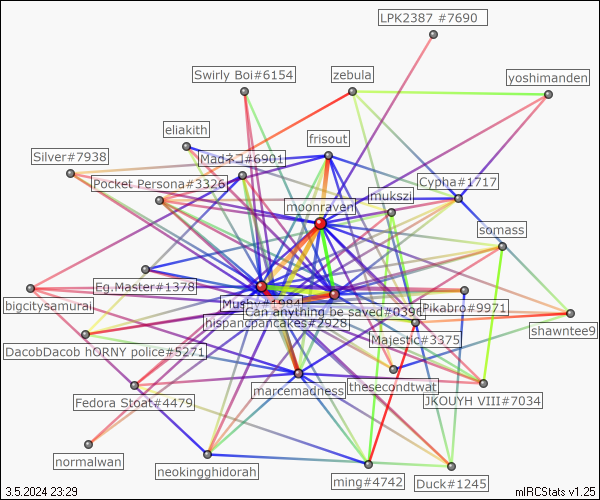 LPK2387 #7690
Swirly Boi#6154
zebula
yoshimanden
eliakith
frisout
Silver#7938
Madネコ#6901
Pocket Persona#3326
Cypha#1717
mukszi
moonraven
somass
Eg.Master#1378
bigcitysamurai
Mushy#1984
Pikabro#9971
Can anything be saved#0396
hispancpancakes#2928
shawntee9
Majestic#3375
DacobDacob hORNY police#5271
marcemadness
thesecondtwat
Fedora Stoat#4479
JKOUYH VIII#7034
normalwan
neokingghidorah
ming#4742
Duck#1245
3.5.2024 23:29
mIRCStats v1.25